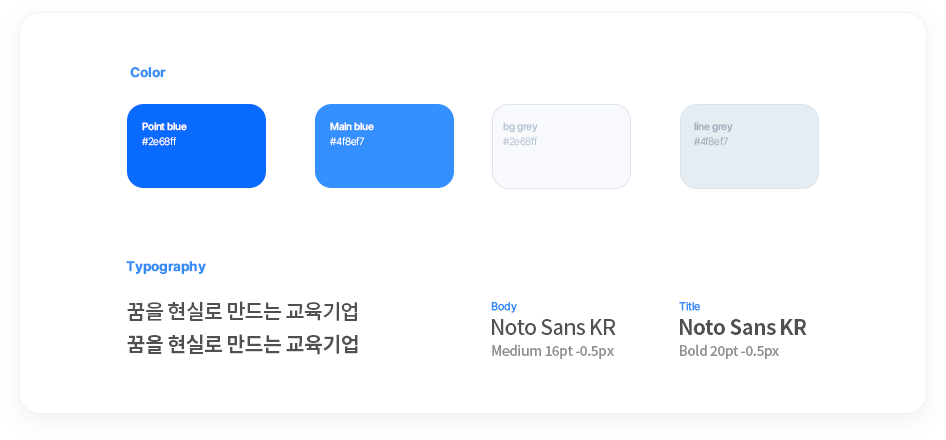 Color
Point blue
#2e68ff
Main blue
#4f8ef7
bg grey
#2e68ff
line grey
#4f8ef7
Typography
꿈을 현실로 만드는 교육기업
꿈을 현실로 만드는 교육기업
Body
Noto Sans KR
Medium 16pt -0.5px
Title
Noto Sans KR
Bold 20pt -0.5px